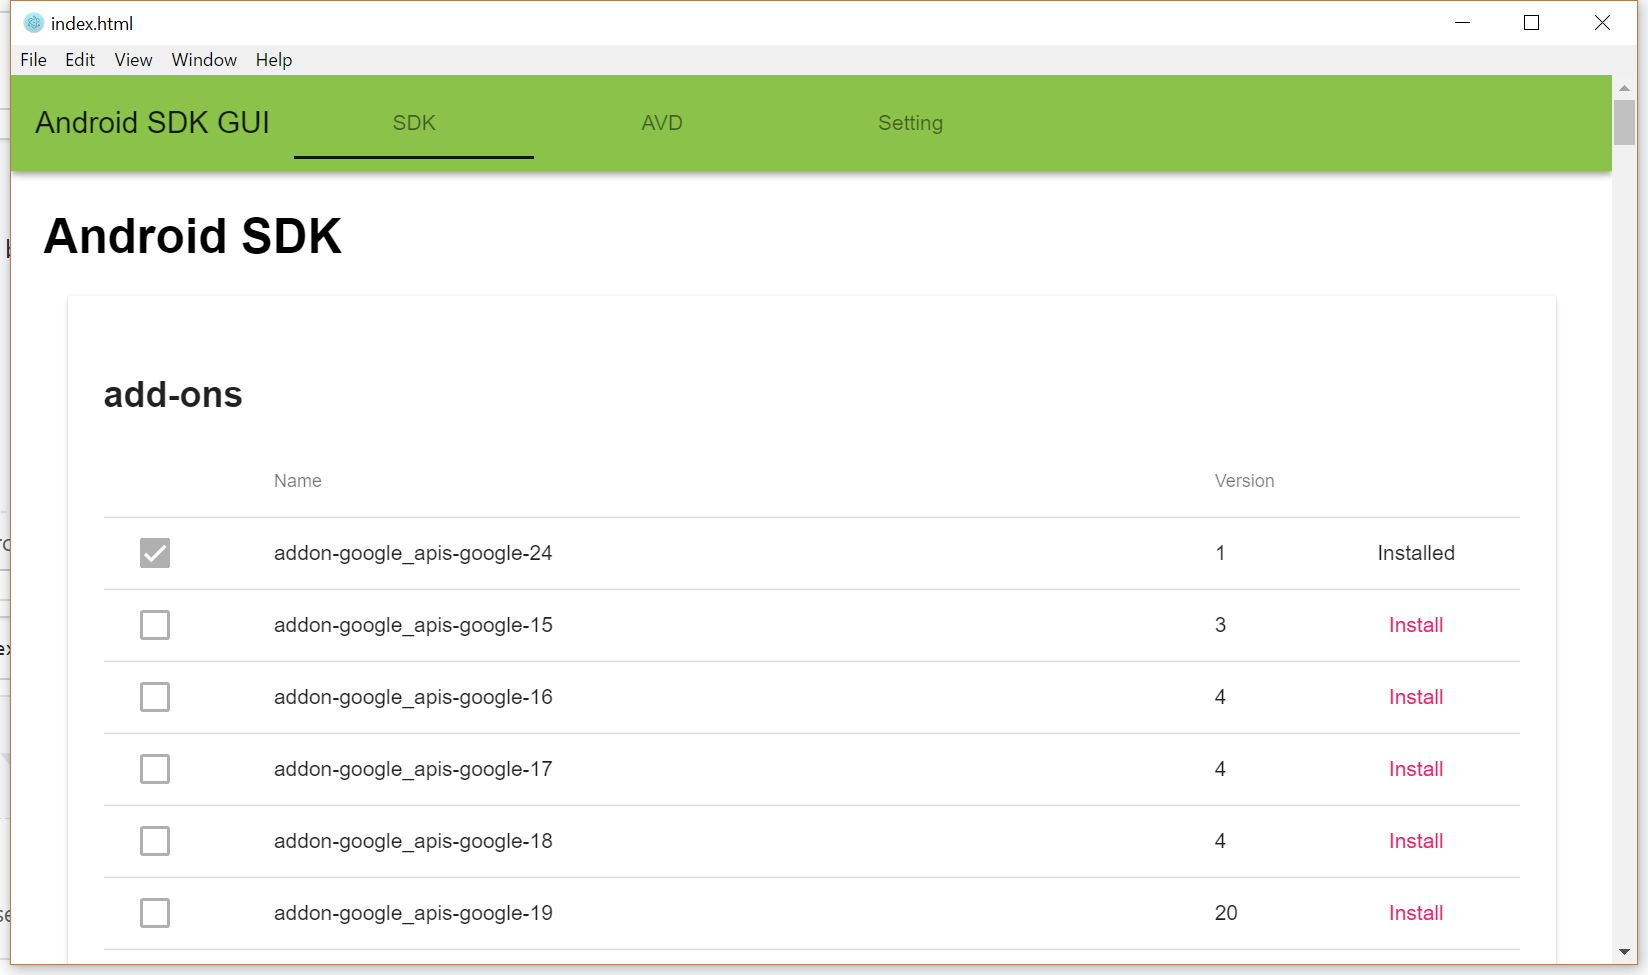 index.html
File Edit View Window Help
Android SDK GUI SDK AVD Setting
Android SDK
add-ons
Name Version
addon-google_apis-google-24 1 Installed
addon-google_apis-google-15 3 Install
addon-google_apis-google-16 4 Install
addon-google_apis-google-17 4 Install
addon-google_apis-google-18 4 Install
addon-google_apis-google-19 20 Install